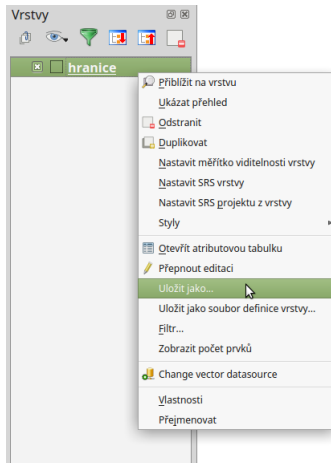 Vrstvy
hranice
Přiblížit na vrstvu
Ukázat přehled
Odstranit
Duplikovat
Nastavit měřítko viditelnosti vrstvy
Nastavit SRS vrstvy
Nastavit SRS projektu z vrstvy
Styly
Otevřít atributovou tabulku
Přepnout editaci
Uložit jako...
Uložit jako soubor definice vrstvy...
Filtr...
Zobrazit počet prvků
Change vector datasource
Vlastnosti
Přejmenovat